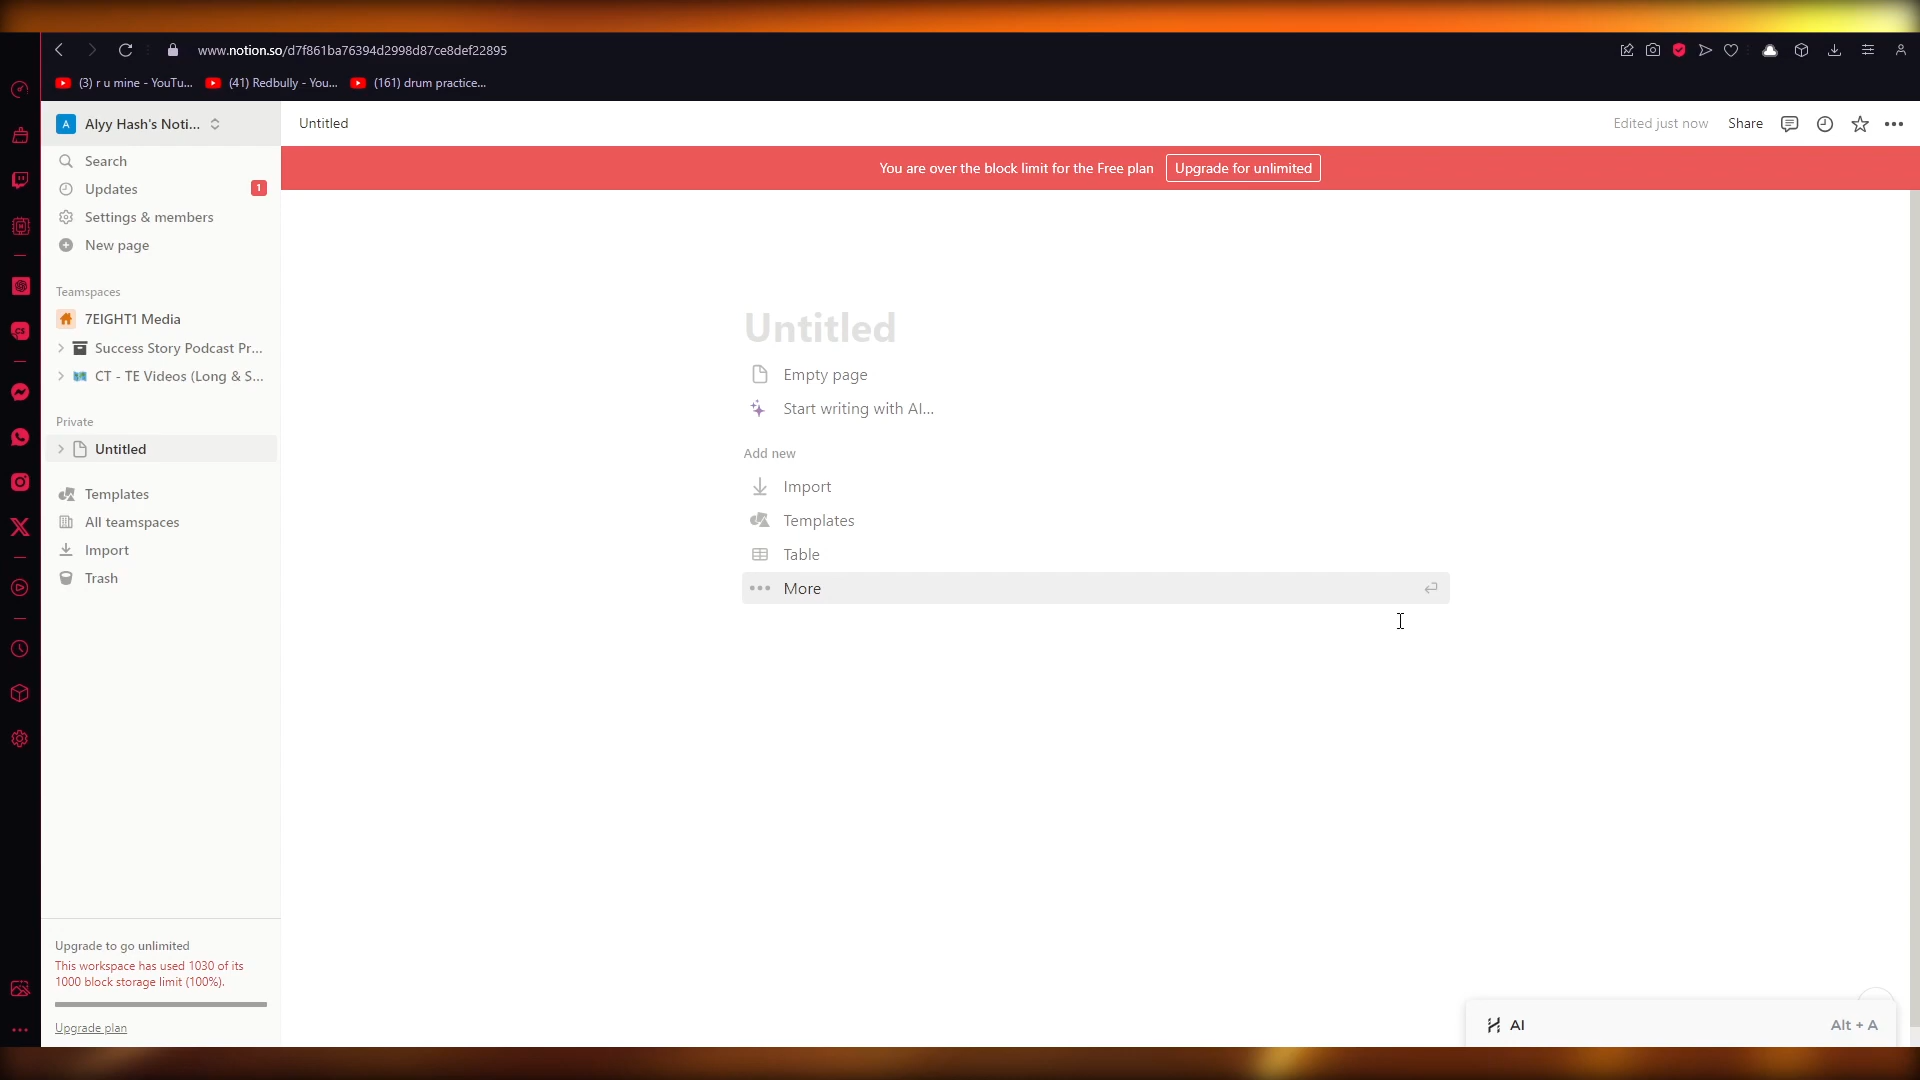 www.notion.so/d7f861ba76394d2998d87ce8def22895
(3) r u mine - YouTu...
(41) Redbully - You...
(161) drum practice...
A
Alyy Hash's Noti...
Untitled
Edited just now
Share
You are over the block limit for the Free plan
Upgrade for unlimited
Search
Updates
1
Settings & members
New page
Teamspaces
7EIGHT1 Media
Success Story Podcast Pr...
CT - TE Videos (Long & S...
Private
Untitled
Templates
All teamspaces
Import
Trash
Untitled
Empty page
Start writing with AI...
Add new
Import
Templates
Table
More
Upgrade to go unlimited
This workspace has used 1030 of its
1000 block storage limit (100%).
Upgrade plan
AI
Alt + A